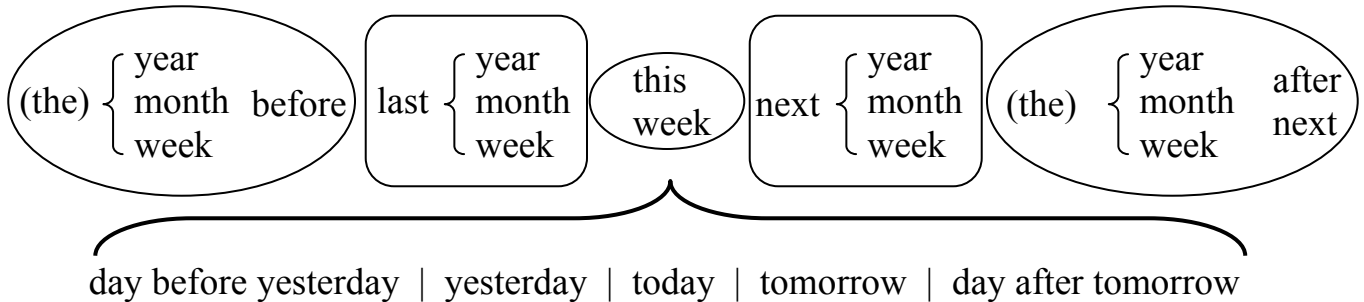 (the) year month week before
last year month week
this week
next year month week
(the) year month week after next
day before yesterday | yesterday | today | tomorrow | day after tomorrow